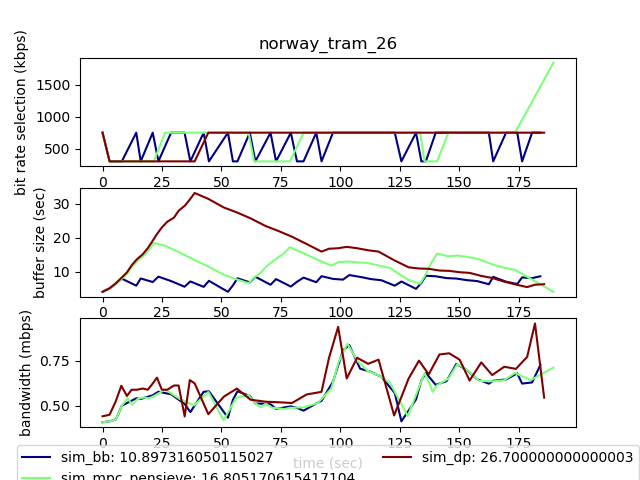 norway_tram_26
bit rate selection (kbps)
1500
1000
500
0 25 50 75 100 125 150 175
buffer size (sec)
30
20
10
0 25 50 75 100 125 150 175
bandwidth (mbps)
0.75
0.50
0 25 50 75 100 125 150 175
time (sec)
sim_bb: 10.897316050115027
sim_dp: 26.700000000000003
sim_mpc_pensieve: 16.805170615417104